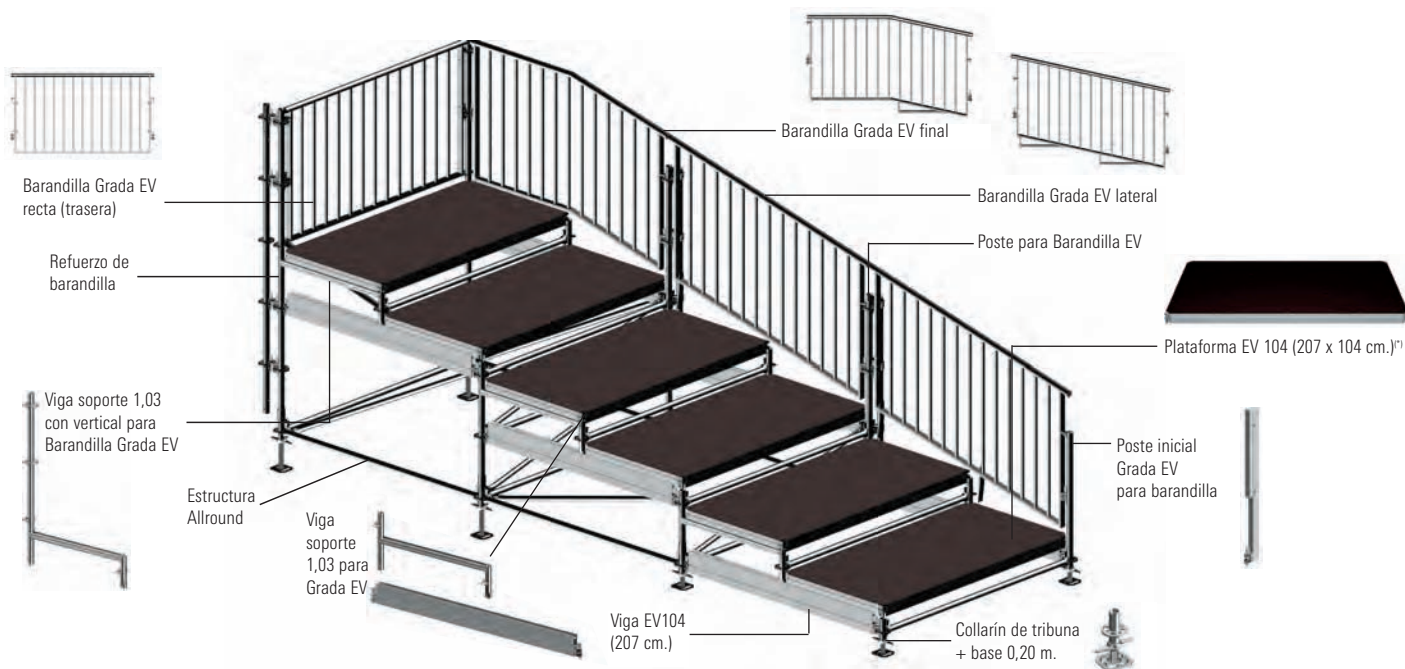 Barandilla Grada EV
recta (trasera)
Refuerzo de
barandilla
Viga soporte 1,03
con vertical para
Barandilla Grada EV
Estructura
Allround
Viga
soporte
1,03 para
Grada EV
Viga EV104
(207 cm.)
Collarín de tribuna
+ base 0,20 m.
Barandilla Grada EV final
Barandilla Grada EV lateral
Poste para Barandilla EV
Plataforma EV 104 (207 x 104 cm.)(*)
Poste inicial
Grada EV
para barandilla